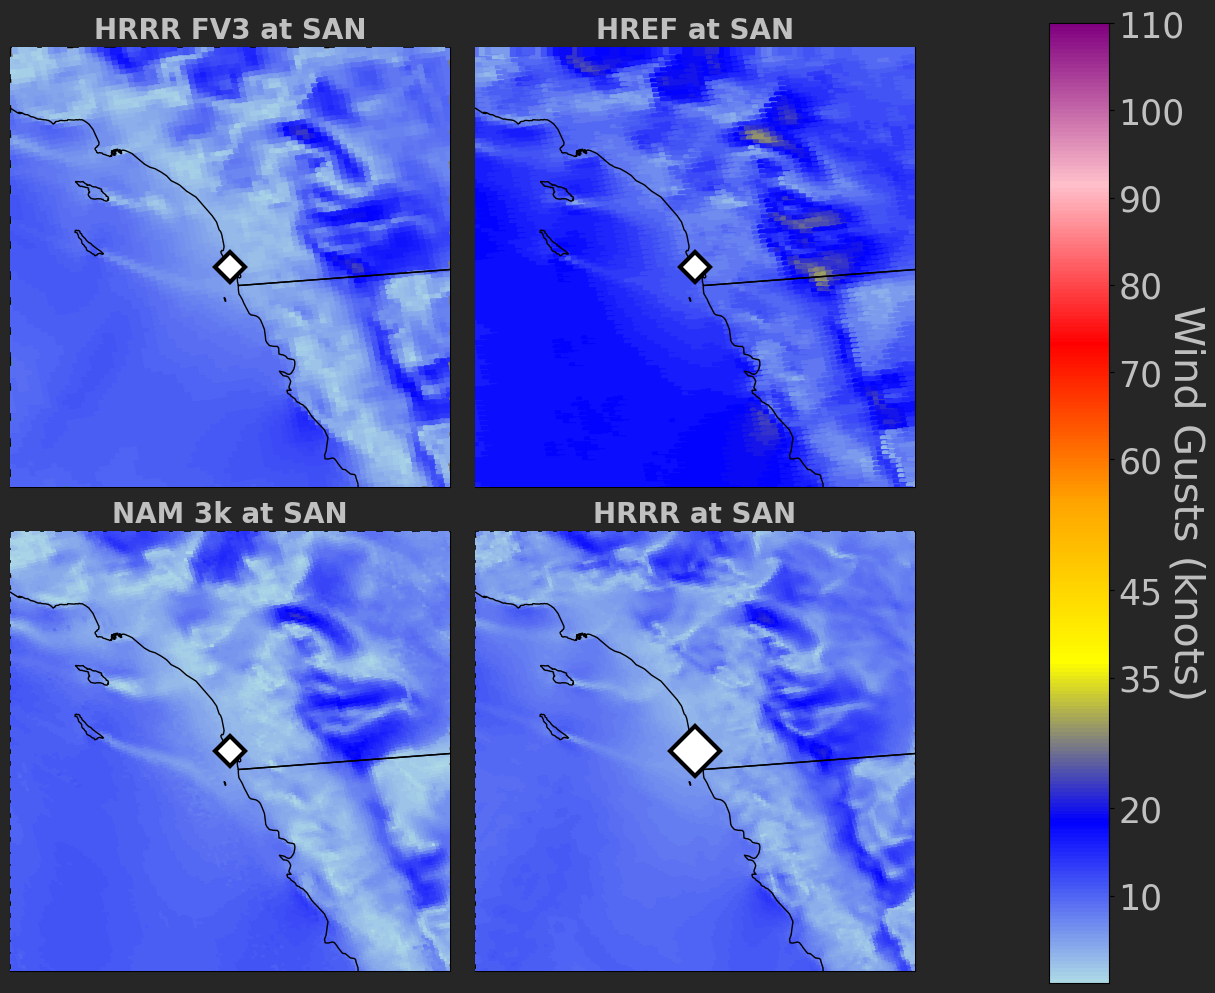 HRRR FV3 at SAN
HREF at SAN
NAM 3k at SAN
HRRR at SAN
110
100
90
80
70
60
45
35
20
10
Wind Gusts (knots)